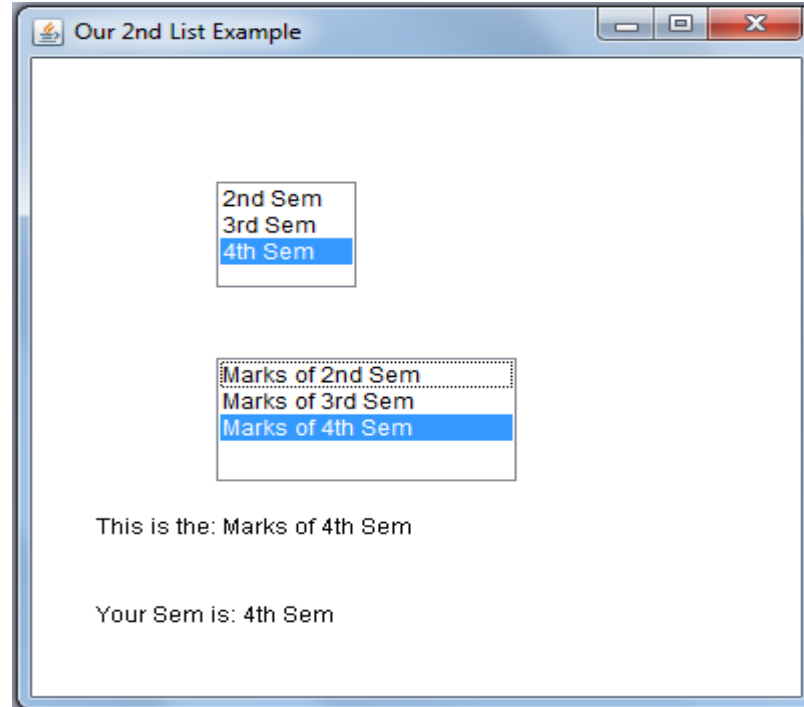 Our 2nd List Example
2nd Sem
3rd Sem
4th Sem
Marks of 2nd Sem
Marks of 3rd Sem
Marks of 4th Sem
This is the: Marks of 4th Sem
Your Sem is: 4th Sem